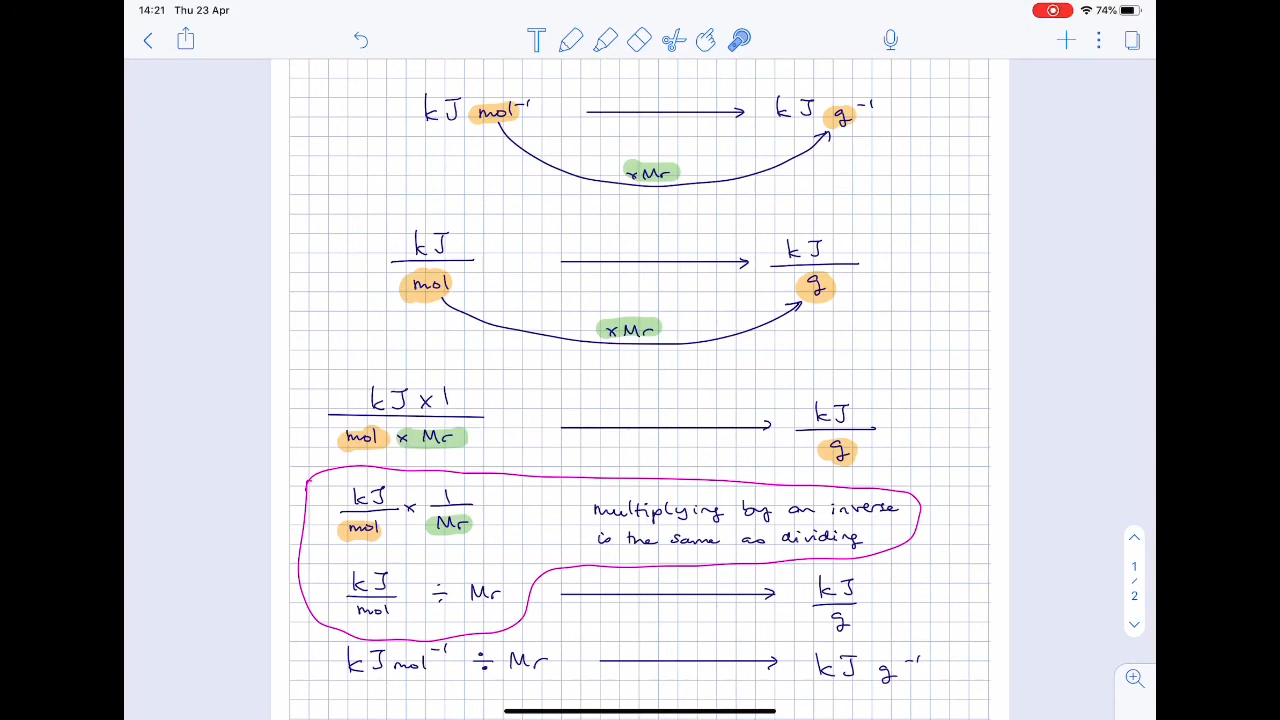 14:21 Thu 23 Apr
74%
T
kJ mol⁻¹ → kJ g⁻¹
xMr
kJ/mol → kJ/g
xMr
kJ x 1/mol x Mr → kJ/g
kJ/mol x 1/Mr
multiplying by an inverse
is the same as dividing
kJ/mol ÷ Mr → kJ/g
kJ mol⁻¹ ÷ Mr → kJ g⁻¹
1
/
2